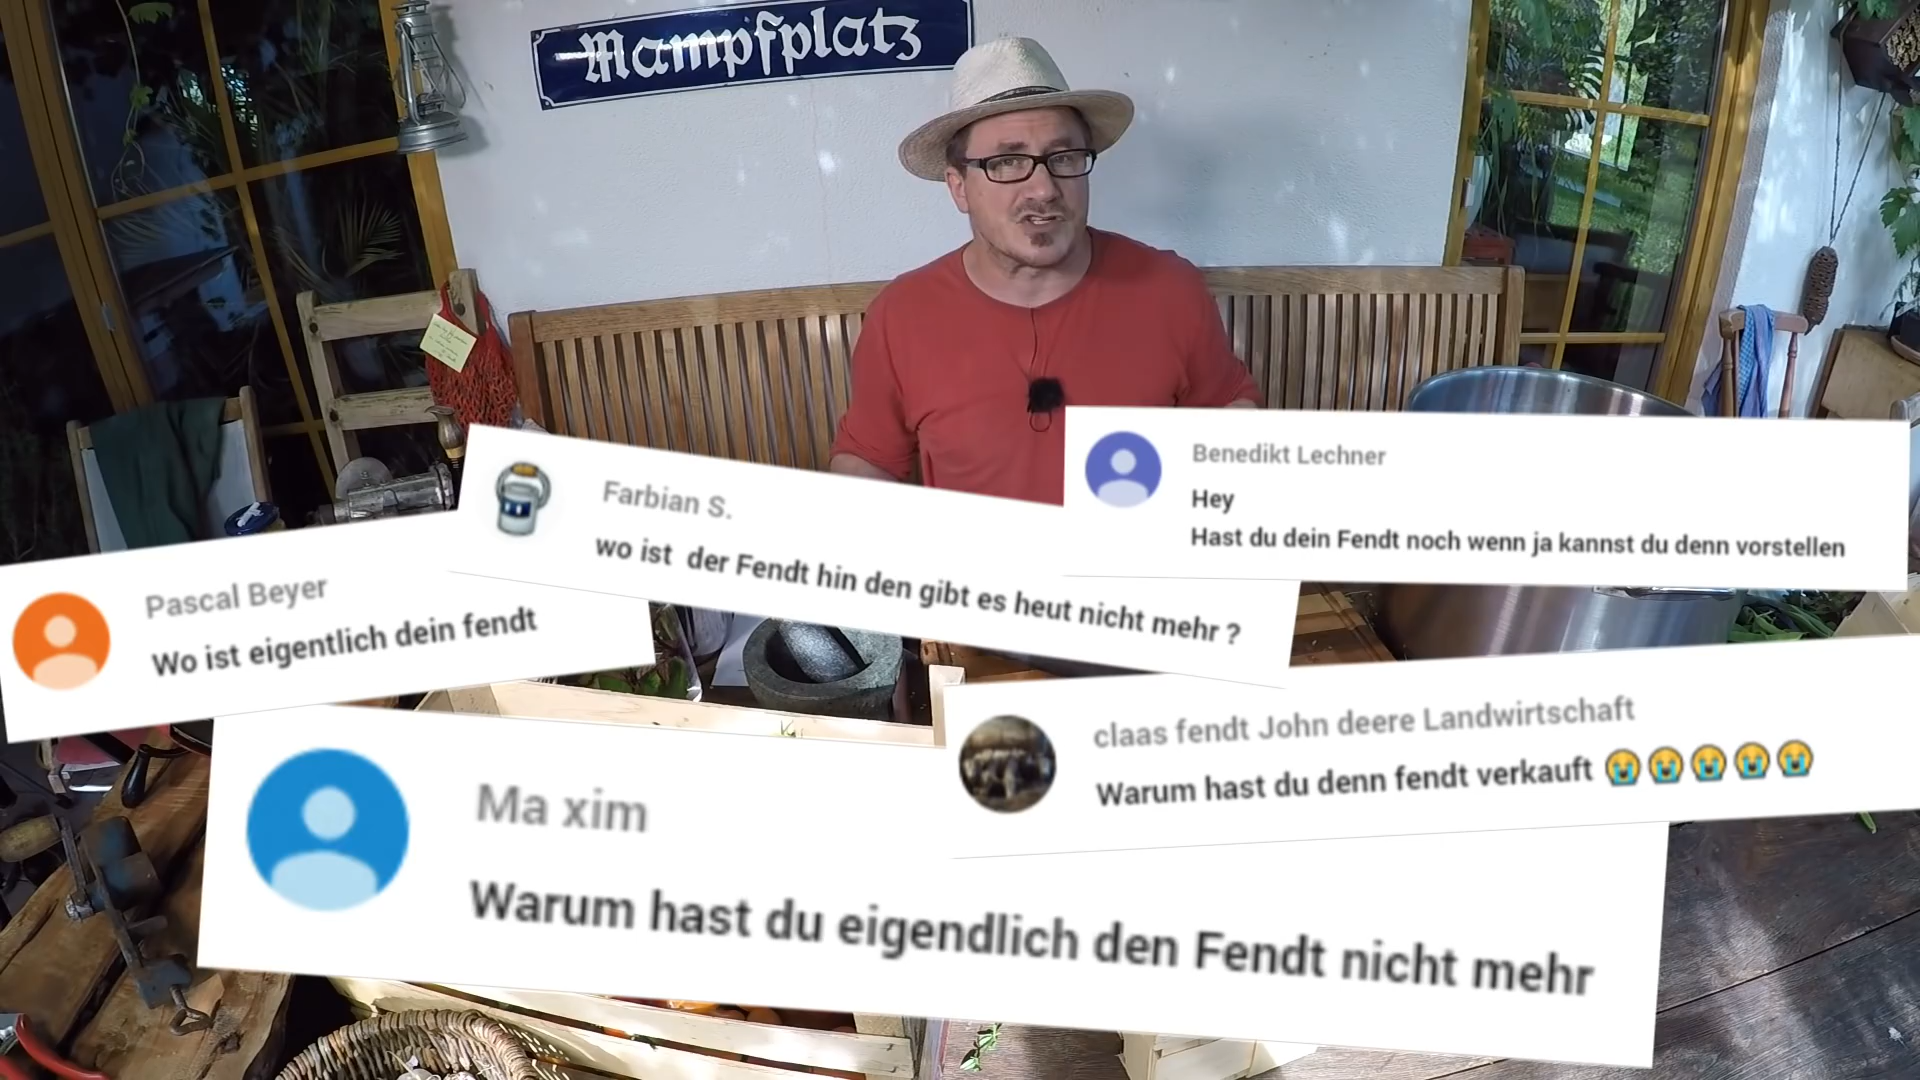 Mampfplatz
Benedikt Lechner
Hey
Hast du dein Fendt noch wenn ja kannst du denn vorstellen
Farbian S.
wo ist der Fendt hin den gibt es heut nicht mehr ?
Pascal Beyer
Wo ist eigentlich dein fendt
claas fendt John deere Landwirtschaft
Warum hast du denn fendt verkauft 😭😭😭😭😭
Ma xim
Warum hast du eigendlich den Fendt nicht mehr